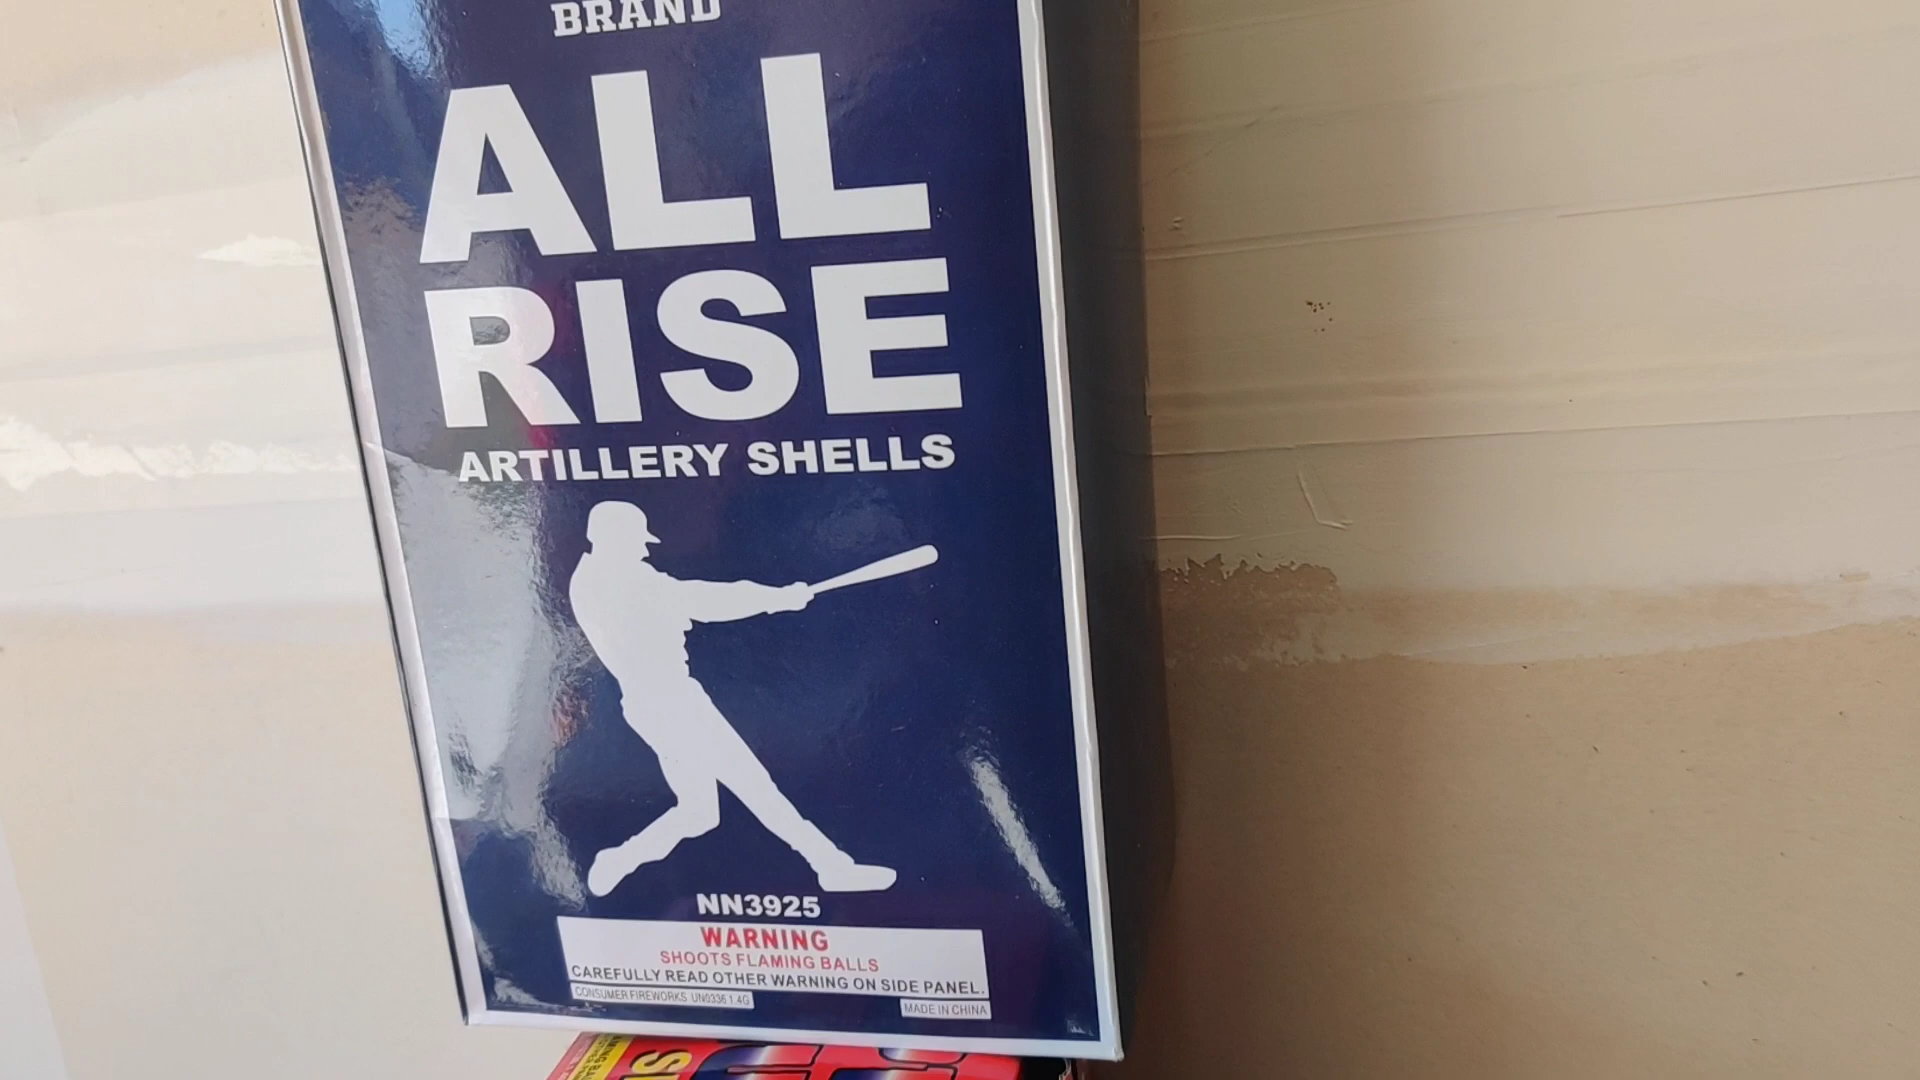 BRAND
ALL
RISE
ARTILLERY SHELLS
NN3925
WARNING
SHOOTS FLAMING BALLS
CAREFULLY READ OTHER WARNING ON SIDE PANEL.
CONSUMER FIREWORKS UN0336 1.4G
MADE IN CHINA